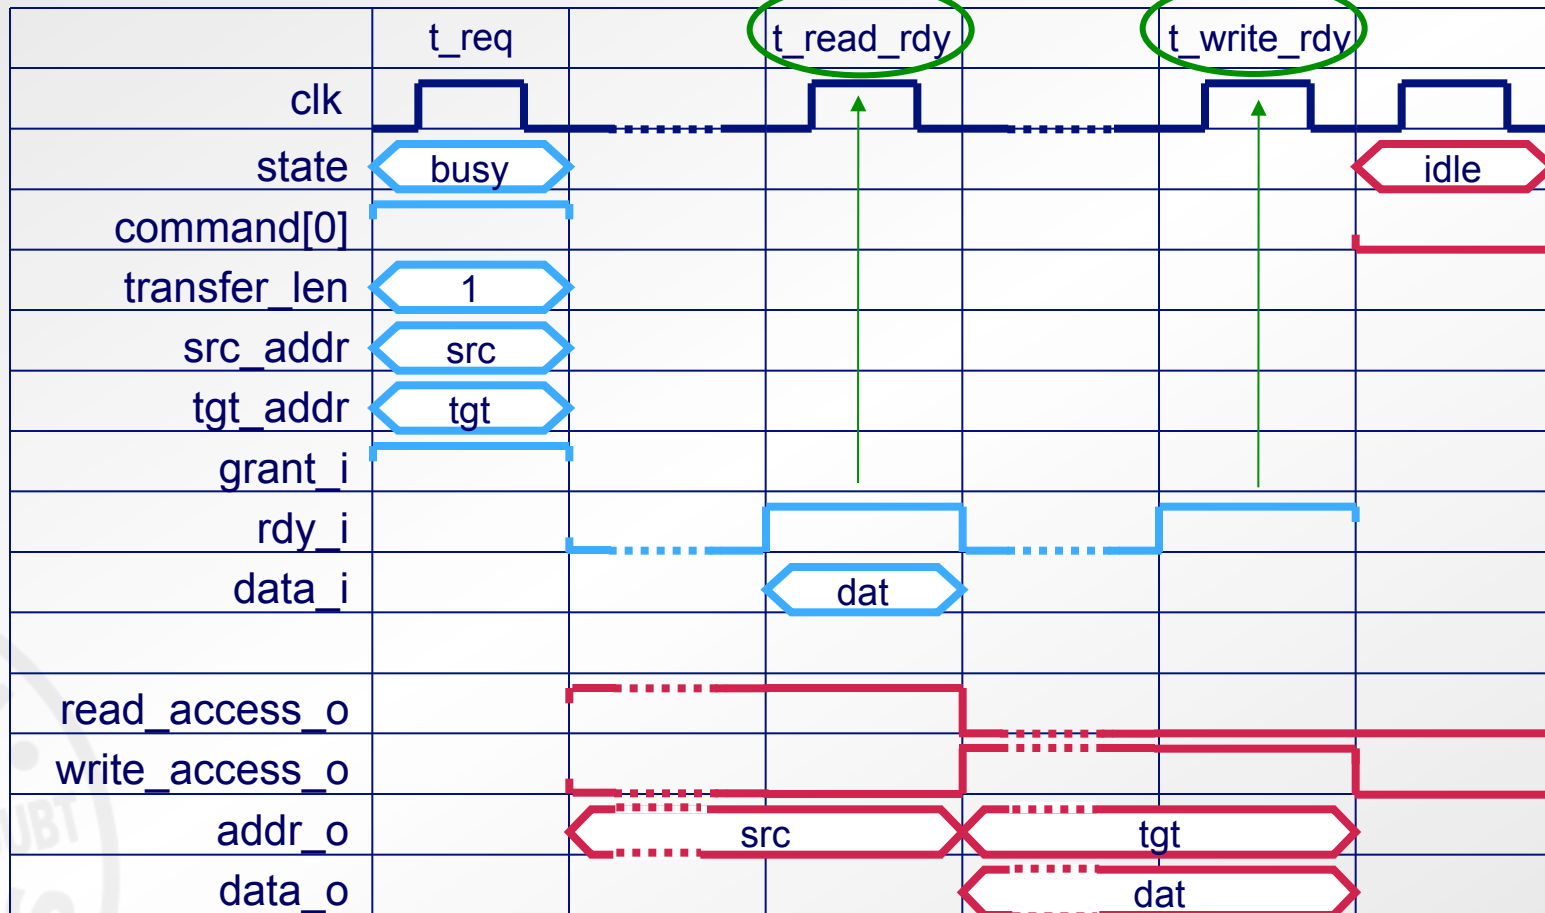 t_req t_read_rdy t_write_rdy
clk
state busy idle
command[0]
transfer_len 1
src_addr src
tgt_addr tgt
grant_i
rdy_i
data_i dat
read_access_o
write_access_o
addr_o src tgt
data_o dat